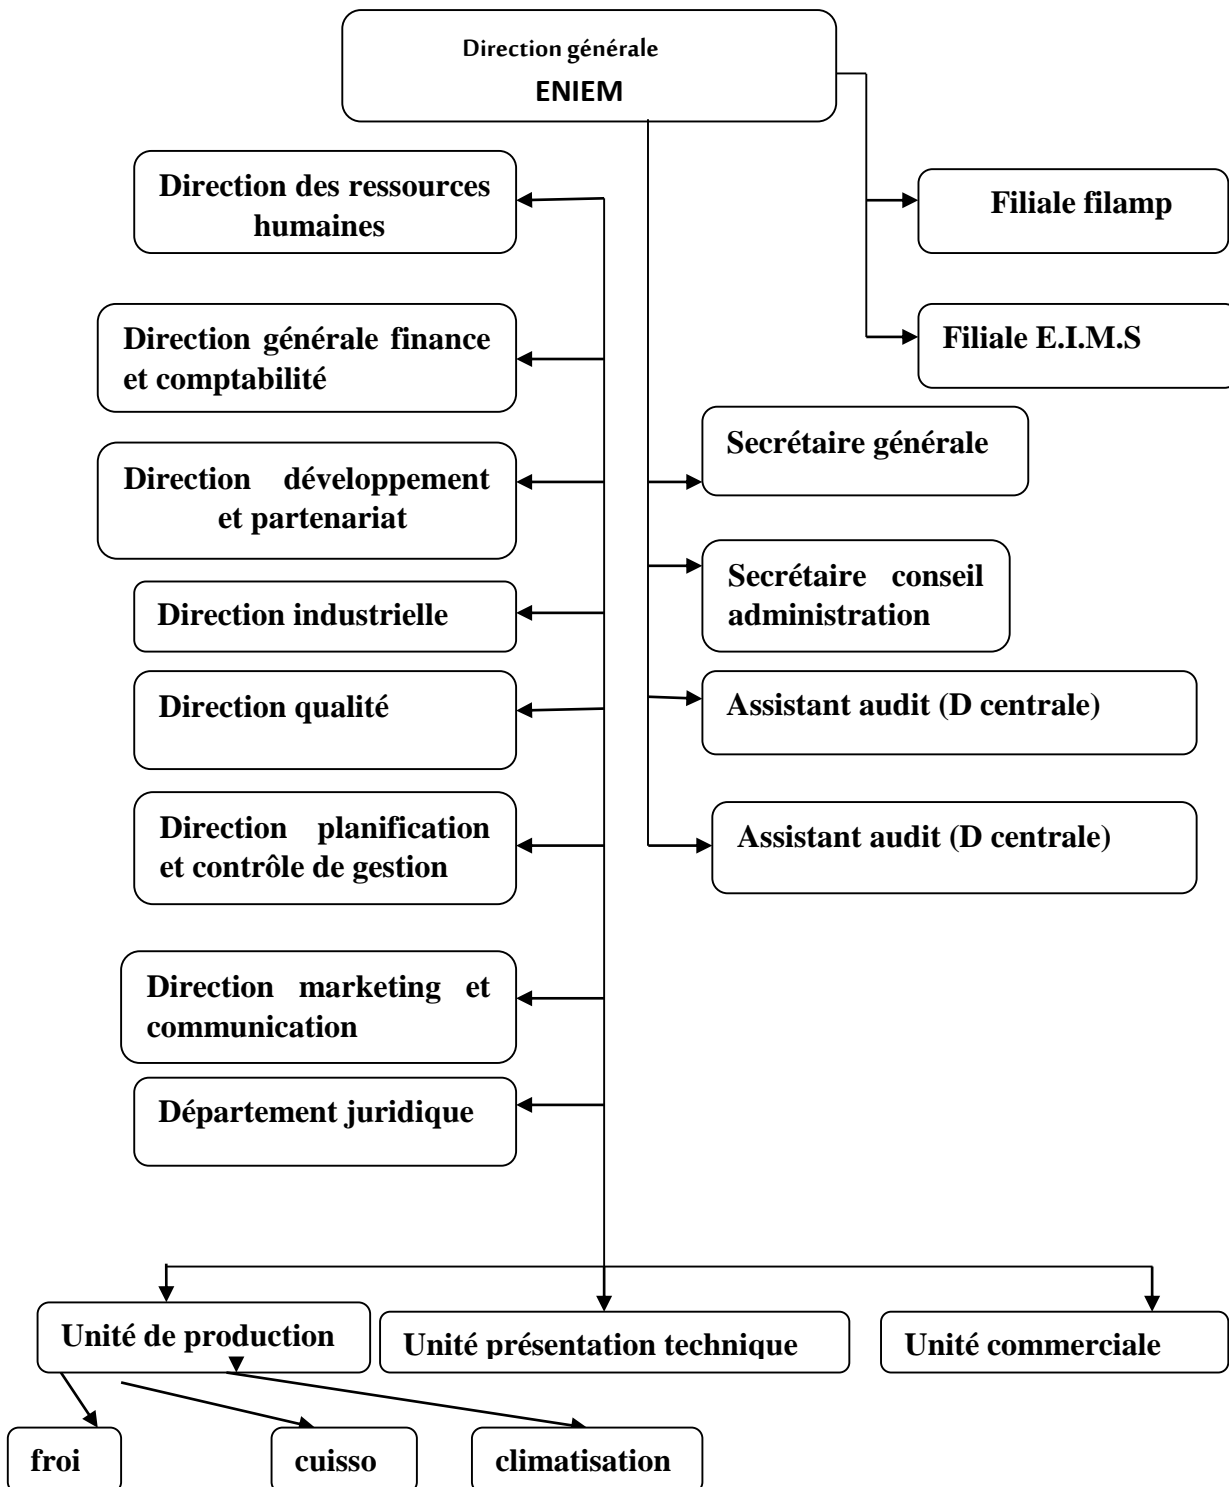 Direction générale
ENIEM
Direction des ressources
humaines
Filiale filamp
Direction générale finance
et comptabilité
Filiale E.I.M.S
Secrétaire générale
Direction développement
et partenariat
Secrétaire conseil
administration
Direction industrielle
Direction qualité
Assistant audit (D centrale)
Direction planification
et contrôle de gestion
Assistant audit (D centrale)
Direction marketing et
communication
Département juridique
Unité de production
Unité présentation technique
Unité commerciale
froi
cuisso
climatisation